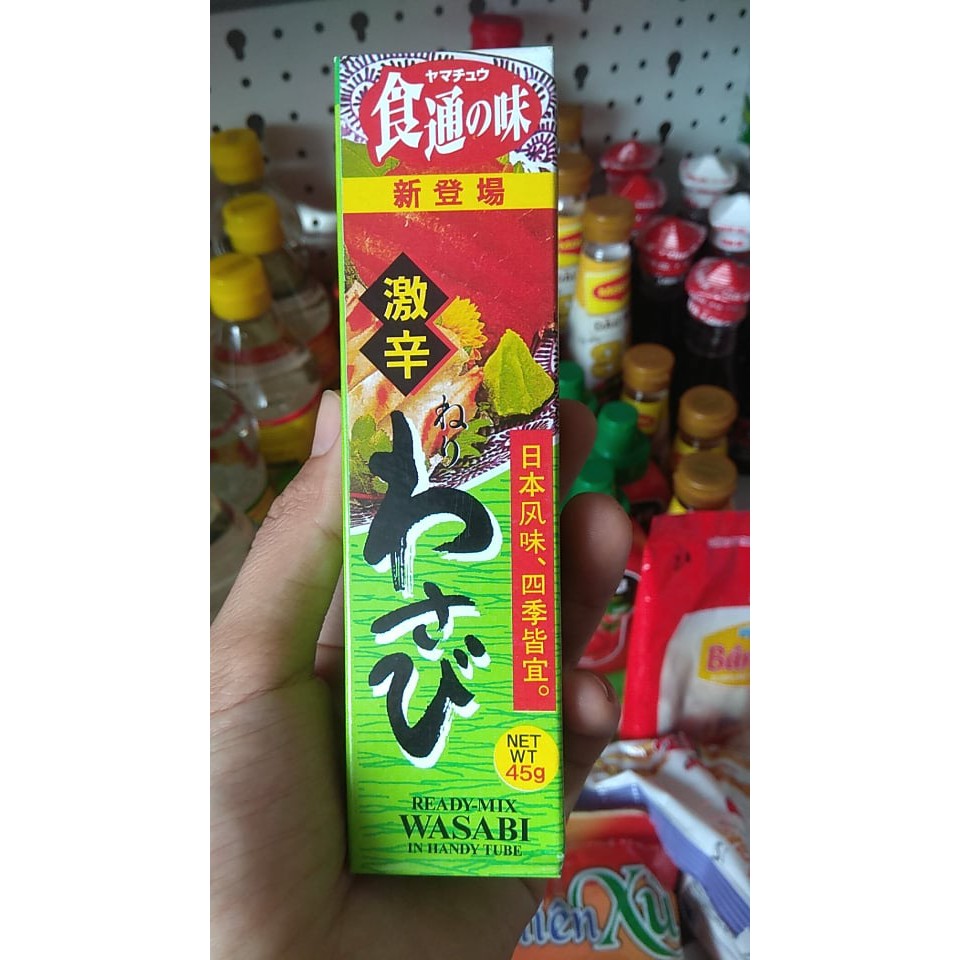 ヤマチュウ
食通の味
新登場
激辛
ねり
わさび
日本风味、四季皆宜。
NET
WT
45g
READY-MIX
WASABI
IN HANDY TUBE